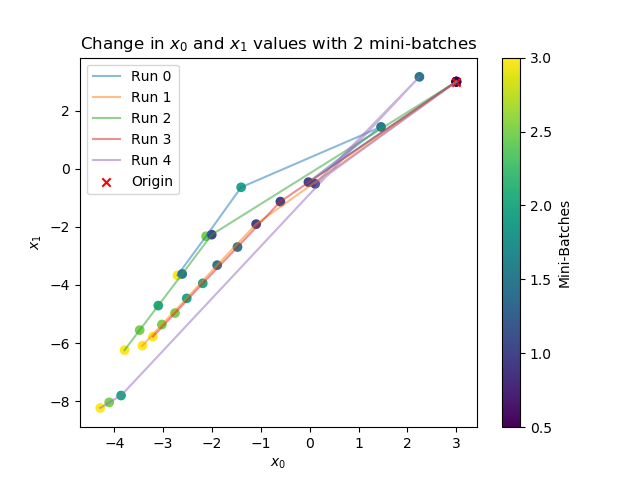 Change in x₀ and x₁ values with 2 mini-batches
Run 0
Run 1
Run 2
Run 3
Run 4
Origin
2
0
−2
−4
−6
−8
x₁
−4
−3
−2
−1
0
1
2
3
x₀
3.0
2.5
2.0
1.5
1.0
0.5
Mini-Batches